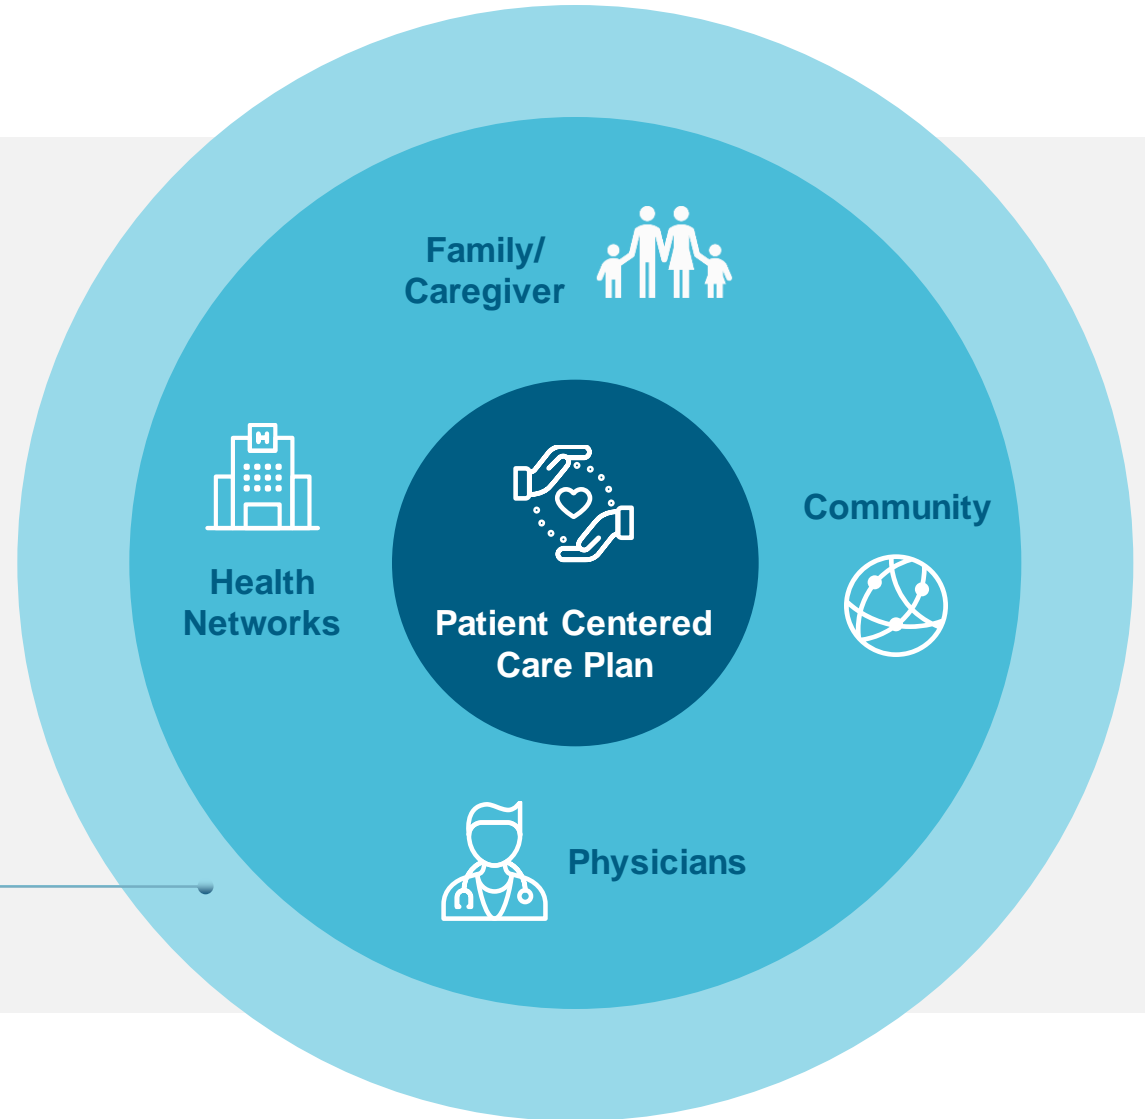 Family/
Caregiver
Health
Networks
Community
Patient Centered
Care Plan
Physicians